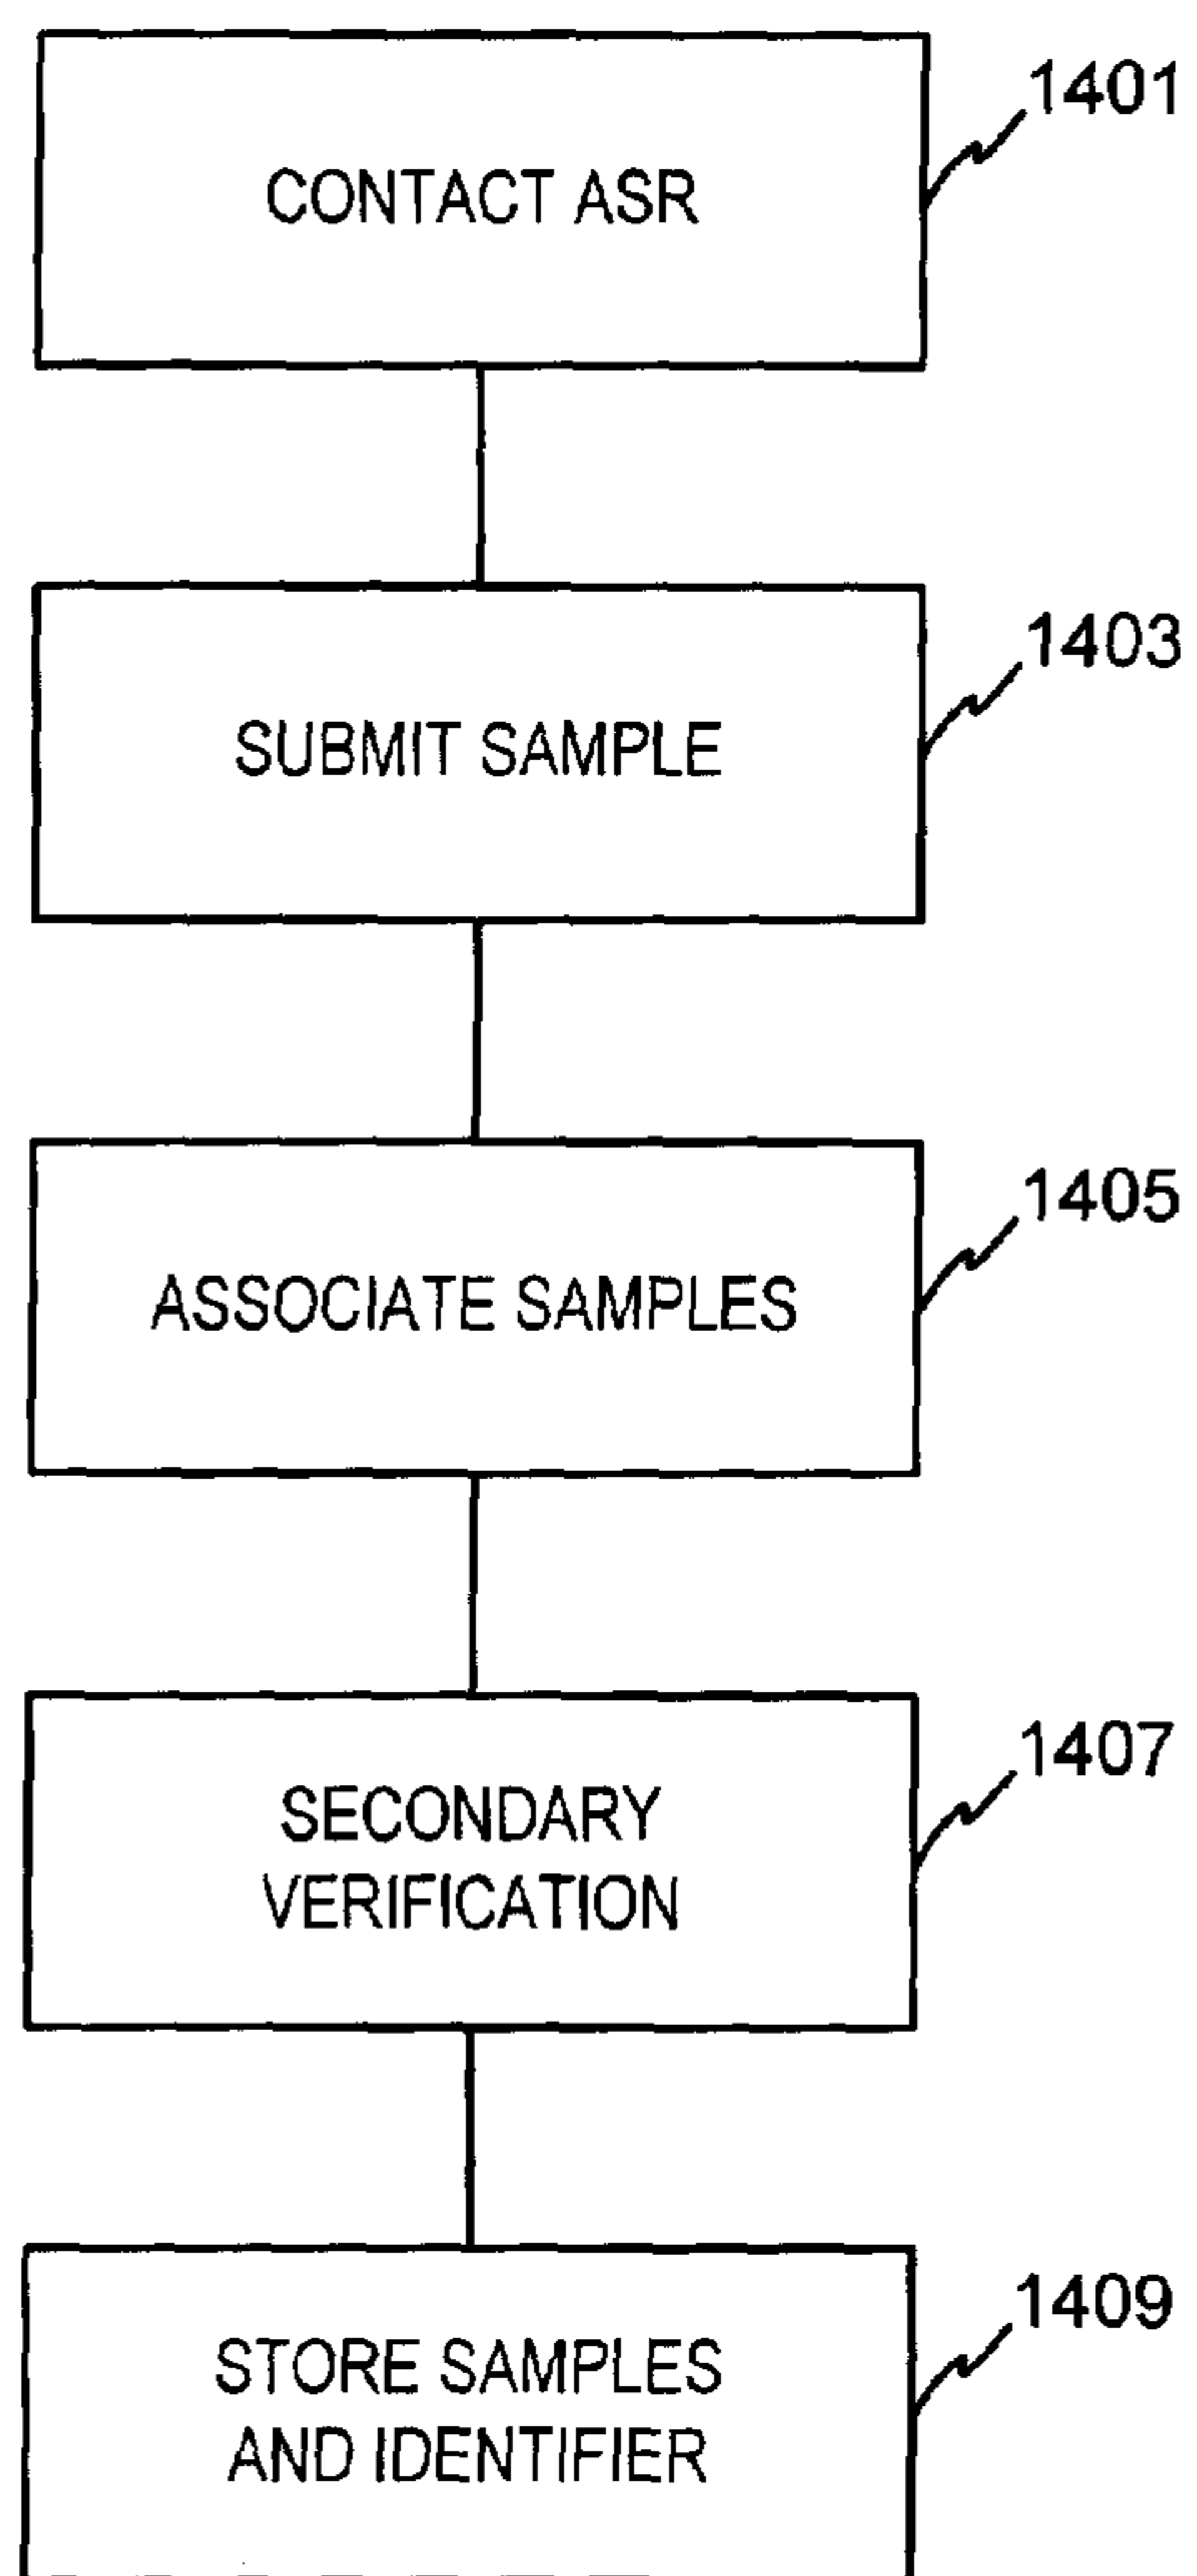 1401
CONTACT ASR
1403
SUBMIT SAMPLE
1405
ASSOCIATE SAMPLES
1407
SECONDARY
VERIFICATION
1409
STORE SAMPLES
AND IDENTIFIER